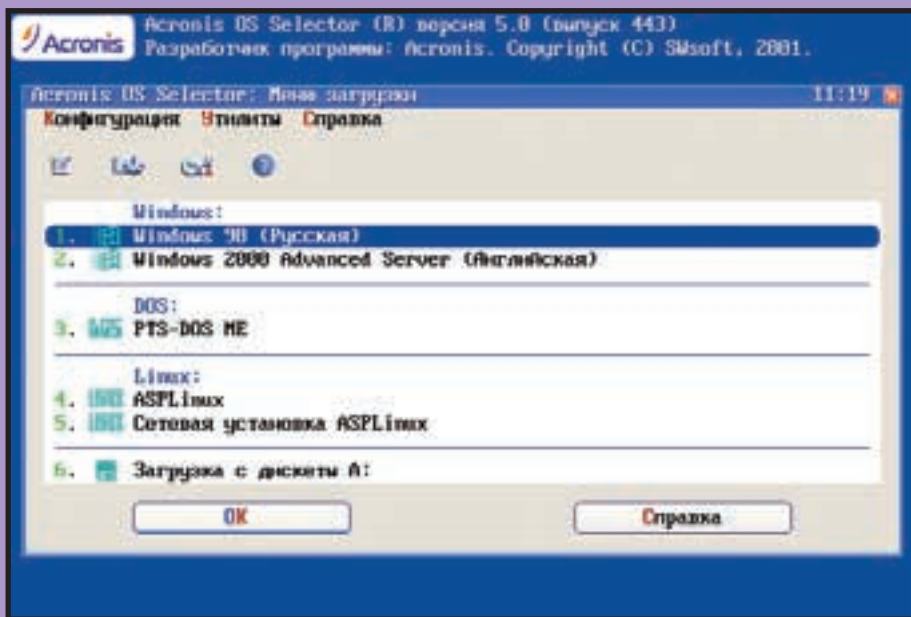 Acronis
Acronis OS Selector (R) версия 5.0 (выпуск 443)
Разработчик программы: Acronis. Copyright (C) SWsoft, 2001.
Acronis OS Selector: Меню загрузки 11:19
Конфигурация Утилиты Справка
Windows:
1. Windows 98 (Русская)
2. Windows 2000 Advanced Server (Английская)
DOS:
3. PTS-DOS ME
Linux:
4. ASPLinux
5. Сетевая установка ASPLinux
6. Загрузка с дискеты A:
OK Справка